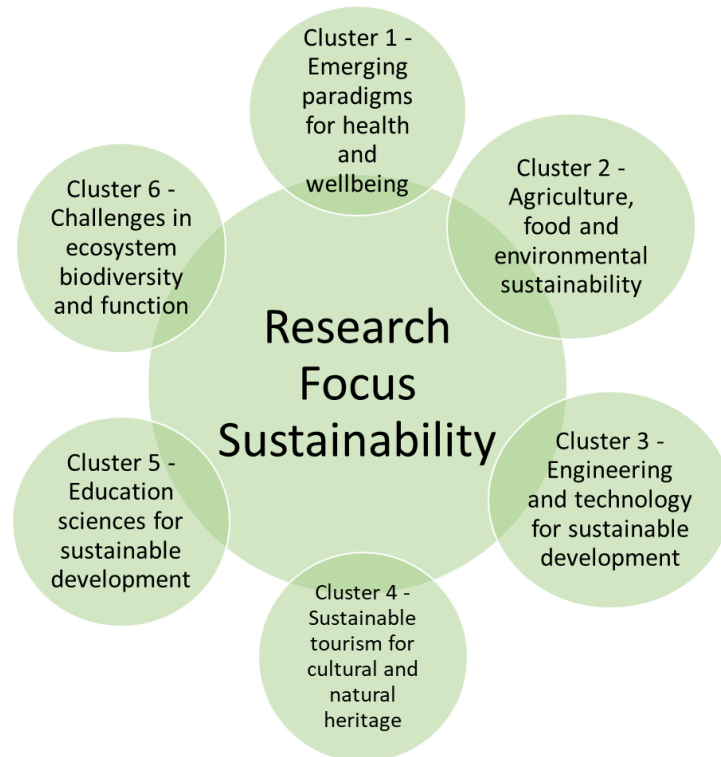 Cluster 1 -
Emerging
paradigms
for health
and
wellbeing
Cluster 2 -
Agriculture,
food and
environmental
sustainability
Cluster 3 -
Engineering
and technology
for sustainable
development
Cluster 4 -
Sustainable
tourism for
cultural and
natural
heritage
Cluster 5 -
Education
sciences for
sustainable
development
Cluster 6 -
Challenges in
ecosystem
biodiversity
and function
Research
Focus
Sustainability